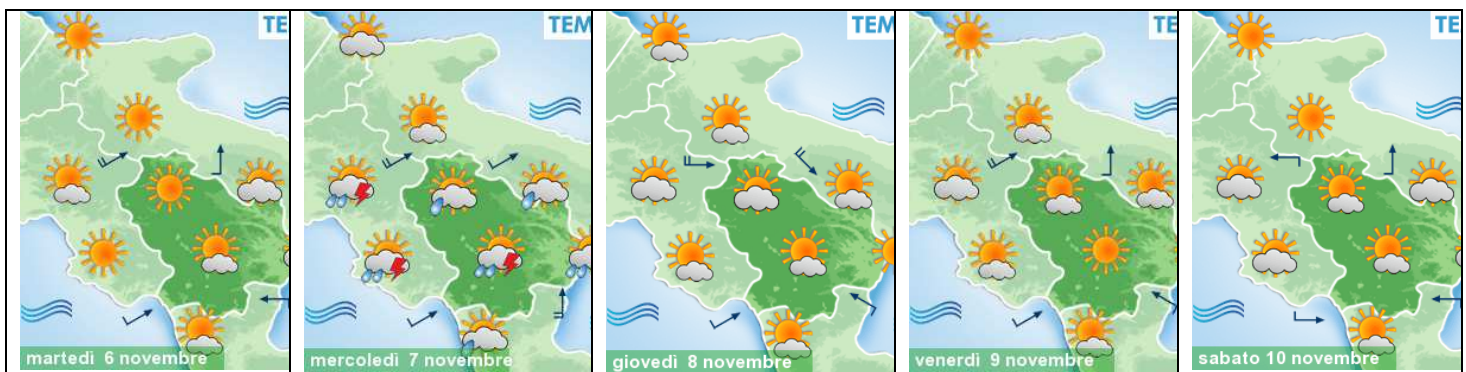 TE
martedì 6 novembre
TEM
mercoledì 7 novembre
TEM
giovedì 8 novembre
TE
venerdì 9 novembre
TE
sabato 10 novembre